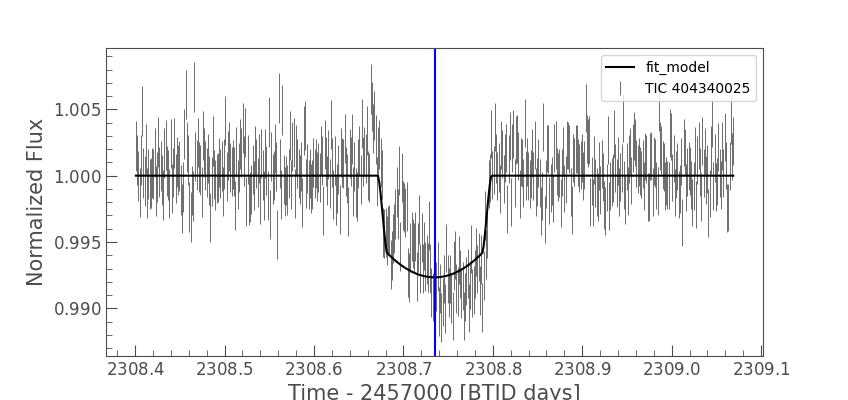 fit_model
TIC 404340025
Normalized Flux
1.005
1.000
0.995
0.990
2308.4 2308.5 2308.6 2308.7 2308.8 2308.9 2309.0 2309.1
Time - 2457000 [BTJD days]